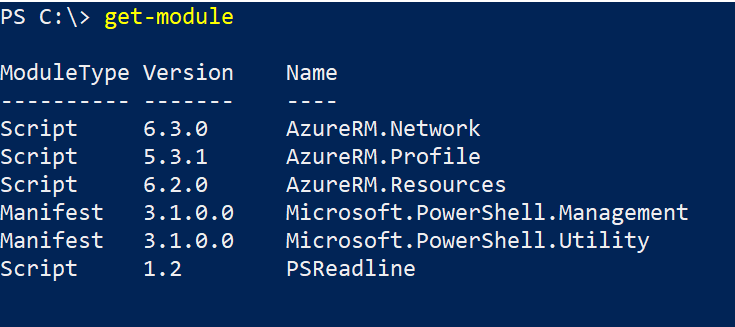 PS C:\> get-module
ModuleType Version    Name
---------- -------    ----
Script     6.3.0      AzureRM.Network
Script     5.3.1      AzureRM.Profile
Script     6.2.0      AzureRM.Resources
Manifest   3.1.0.0    Microsoft.PowerShell.Management
Manifest   3.1.0.0    Microsoft.PowerShell.Utility
Script     1.2        PSReadline